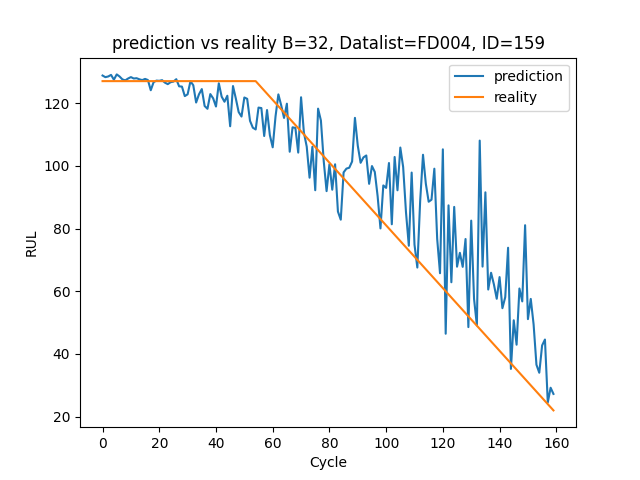 prediction vs reality B=32, Datalist=FD004, ID=159
prediction
reality
RUL
120
100
80
60
40
20
0 20 40 60 80 100 120 140 160
Cycle